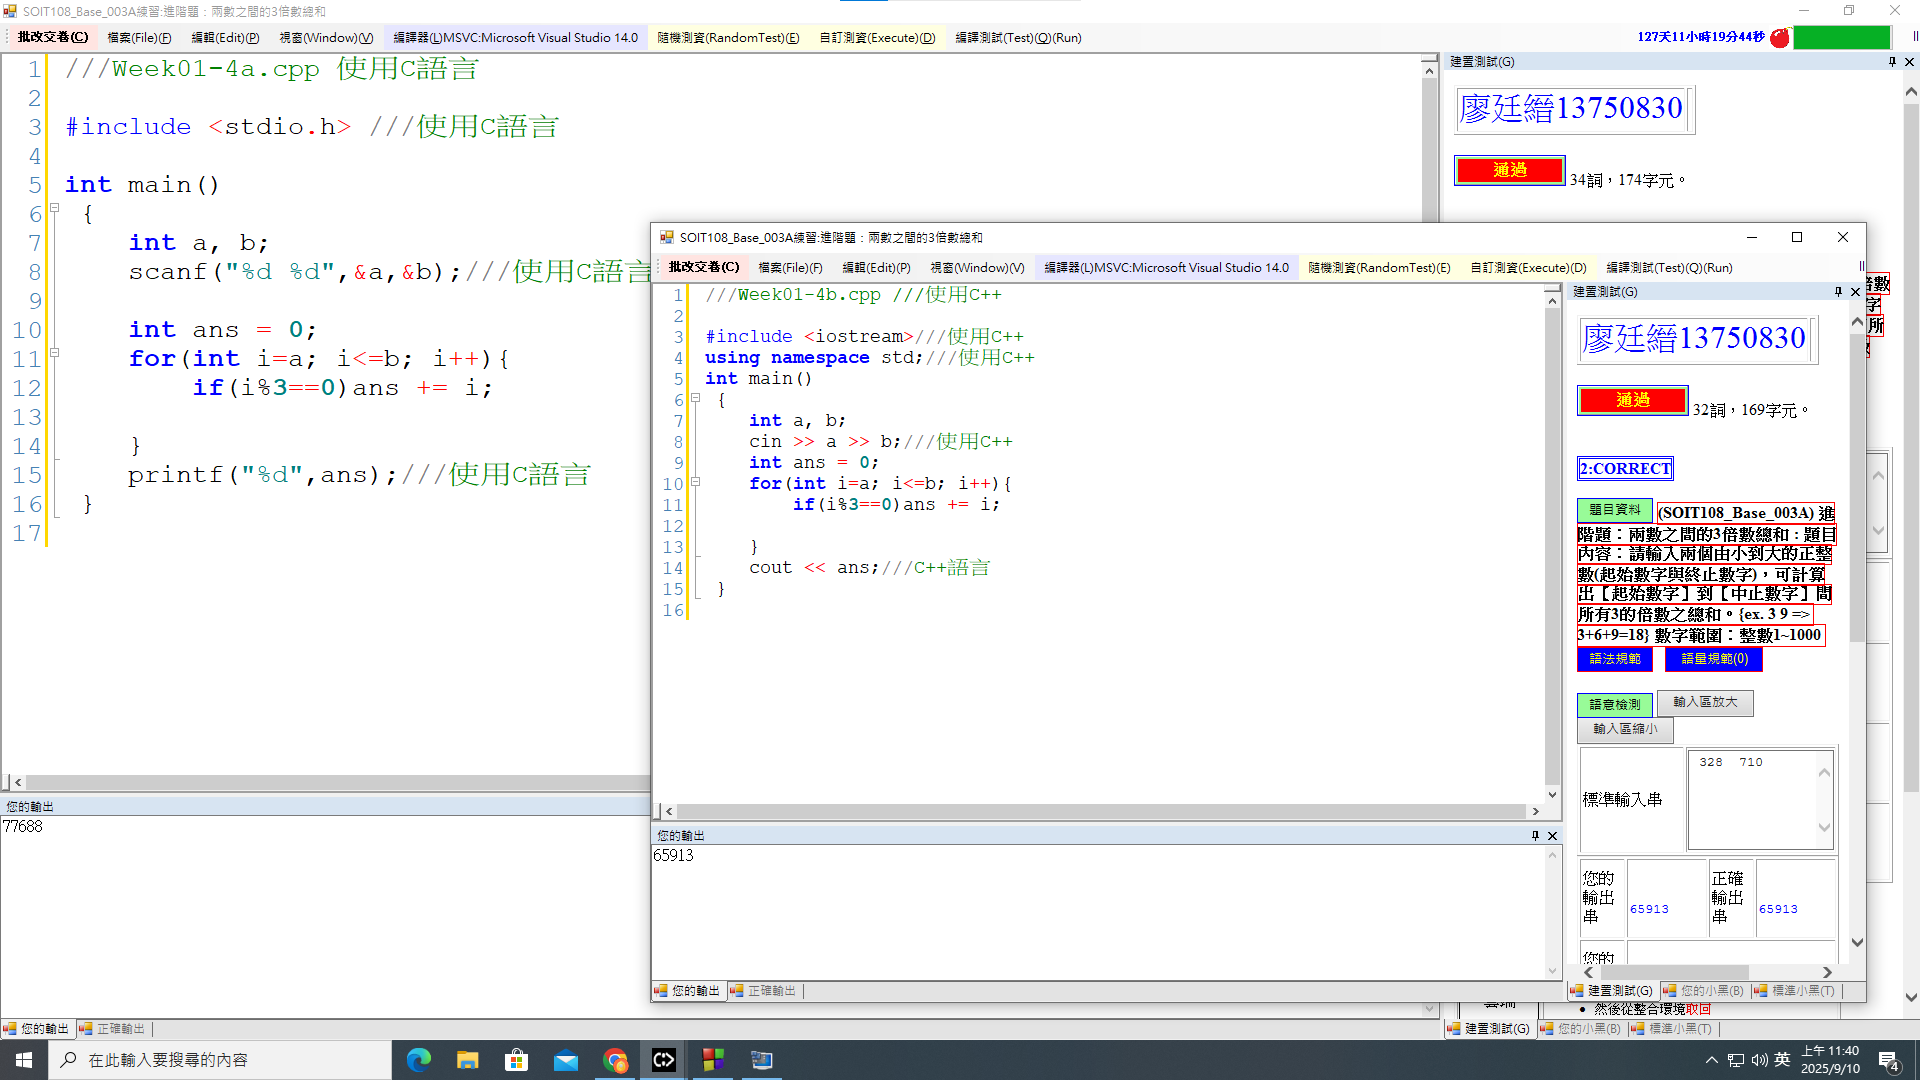 SOIT108_Base_003A練習:進階題：兩數之間的3倍數總和
批改交卷(C) 檔案(File)(F) 編輯(Edit)(P) 視窗(Window)(V) 編譯器(L)MSVC:Microsoft Visual Studio 14.0 隨機測資(RandomTest)(E) 自訂測資(Execute)(D) 編譯測試(Test)(Q)(Run) 127天11小時19分44秒
1 ///Week01-4a.cpp 使用C語言
2
3 #include <stdio.h> ///使用C語言
4
5 int main()
6 {
7 int a, b;
8 scanf("%d %d",&a,&b);///使用C語言
9
10 int ans = 0;
11 for(int i=a; i<=b; i++){
12 if(i%3==0)ans += i;
13
14 }
15 printf("%d",ans);///使用C語言
16 }
17
您的輸出
77688
您的輸出 正確輸出
建置測試(G)
廖廷緡13750830
通過 34詞，174字元。
倍數
字
所
SOIT108_Base_003A練習:進階題：兩數之間的3倍數總和
批改交卷(C) 檔案(File)(F) 編輯(Edit)(P) 視窗(Window)(V) 編譯器(L)MSVC:Microsoft Visual Studio 14.0 隨機測資(RandomTest)(E) 自訂測資(Execute)(D) 編譯測試(Test)(Q)(Run)
1 ///Week01-4b.cpp ///使用C++
2
3 #include <iostream>///使用C++
4 using namespace std;///使用C++
5 int main()
6 {
7 int a, b;
8 cin >> a >> b;///使用C++
9 int ans = 0;
10 for(int i=a; i<=b; i++){
11 if(i%3==0)ans += i;
12
13 }
14 cout << ans;///C++語言
15 }
16
您的輸出
65913
您的輸出 正確輸出
建置測試(G)
廖廷緡13750830
通過 32詞，169字元。
2:CORRECT
題目資料 (SOIT108_Base_003A) 進
階題：兩數之間的3倍數總和 : 題目
內容：請輸入兩個由小到大的正整
數(起始數字與終止數字)，可計算
出【起始數字】到【中止數字】間
所有3的倍數之總和。{ex. 3 9 =>
3+6+9=18} 數字範圍：整數1~1000
語法規範 語量規範(0)
語意檢測 輸入區放大
輸入區縮小
標準輸入串 328 710
您的輸出串 65913 正確輸出串 65913
您的
建置測試(G) 您的小黑(B) 標準小黑(T)
然後從整合環境取回
建置測試(G) 您的小黑(B) 標準小黑(T)
在此輸入要搜尋的內容
英
上午 11:40
2025/9/10
4